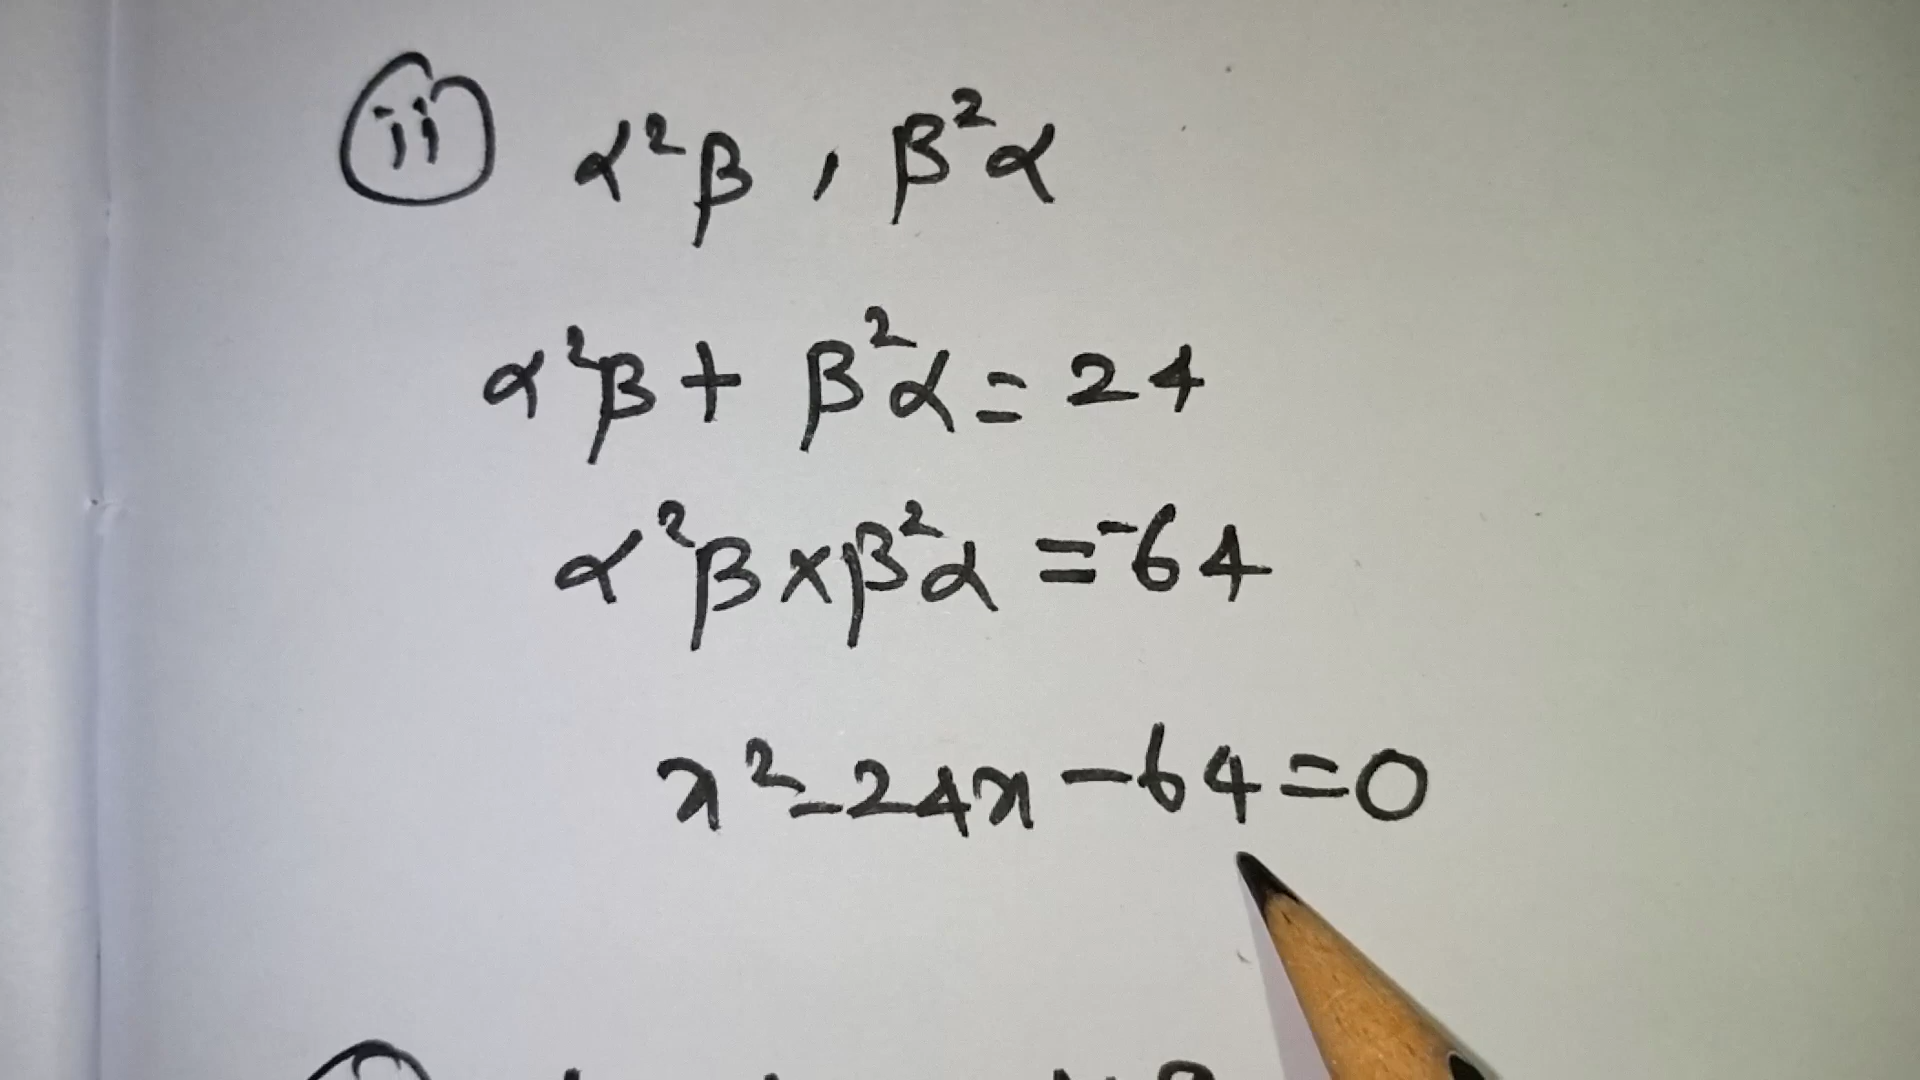 ii α²β , β²α
α²β + β²α = 24
α²β × β²α = -64
x² - 24x - 64 = 0